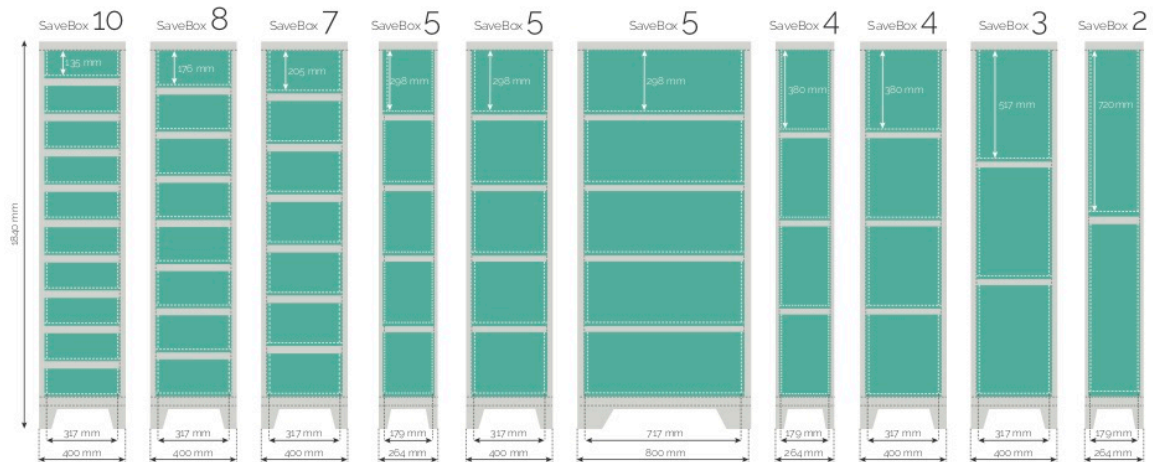 SaveBox 10
SaveBox 8
SaveBox 7
SaveBox 5
SaveBox 5
SaveBox 5
SaveBox 4
SaveBox 4
SaveBox 3
SaveBox 2
1840 mm
135 mm
176 mm
205 mm
298 mm
298 mm
298 mm
380 mm
380 mm
517 mm
720 mm
317 mm
317 mm
317 mm
179 mm
317 mm
717 mm
179 mm
317 mm
317 mm
179 mm
400 mm
400 mm
400 mm
264 mm
400 mm
800 mm
264 mm
400 mm
400 mm
264 mm